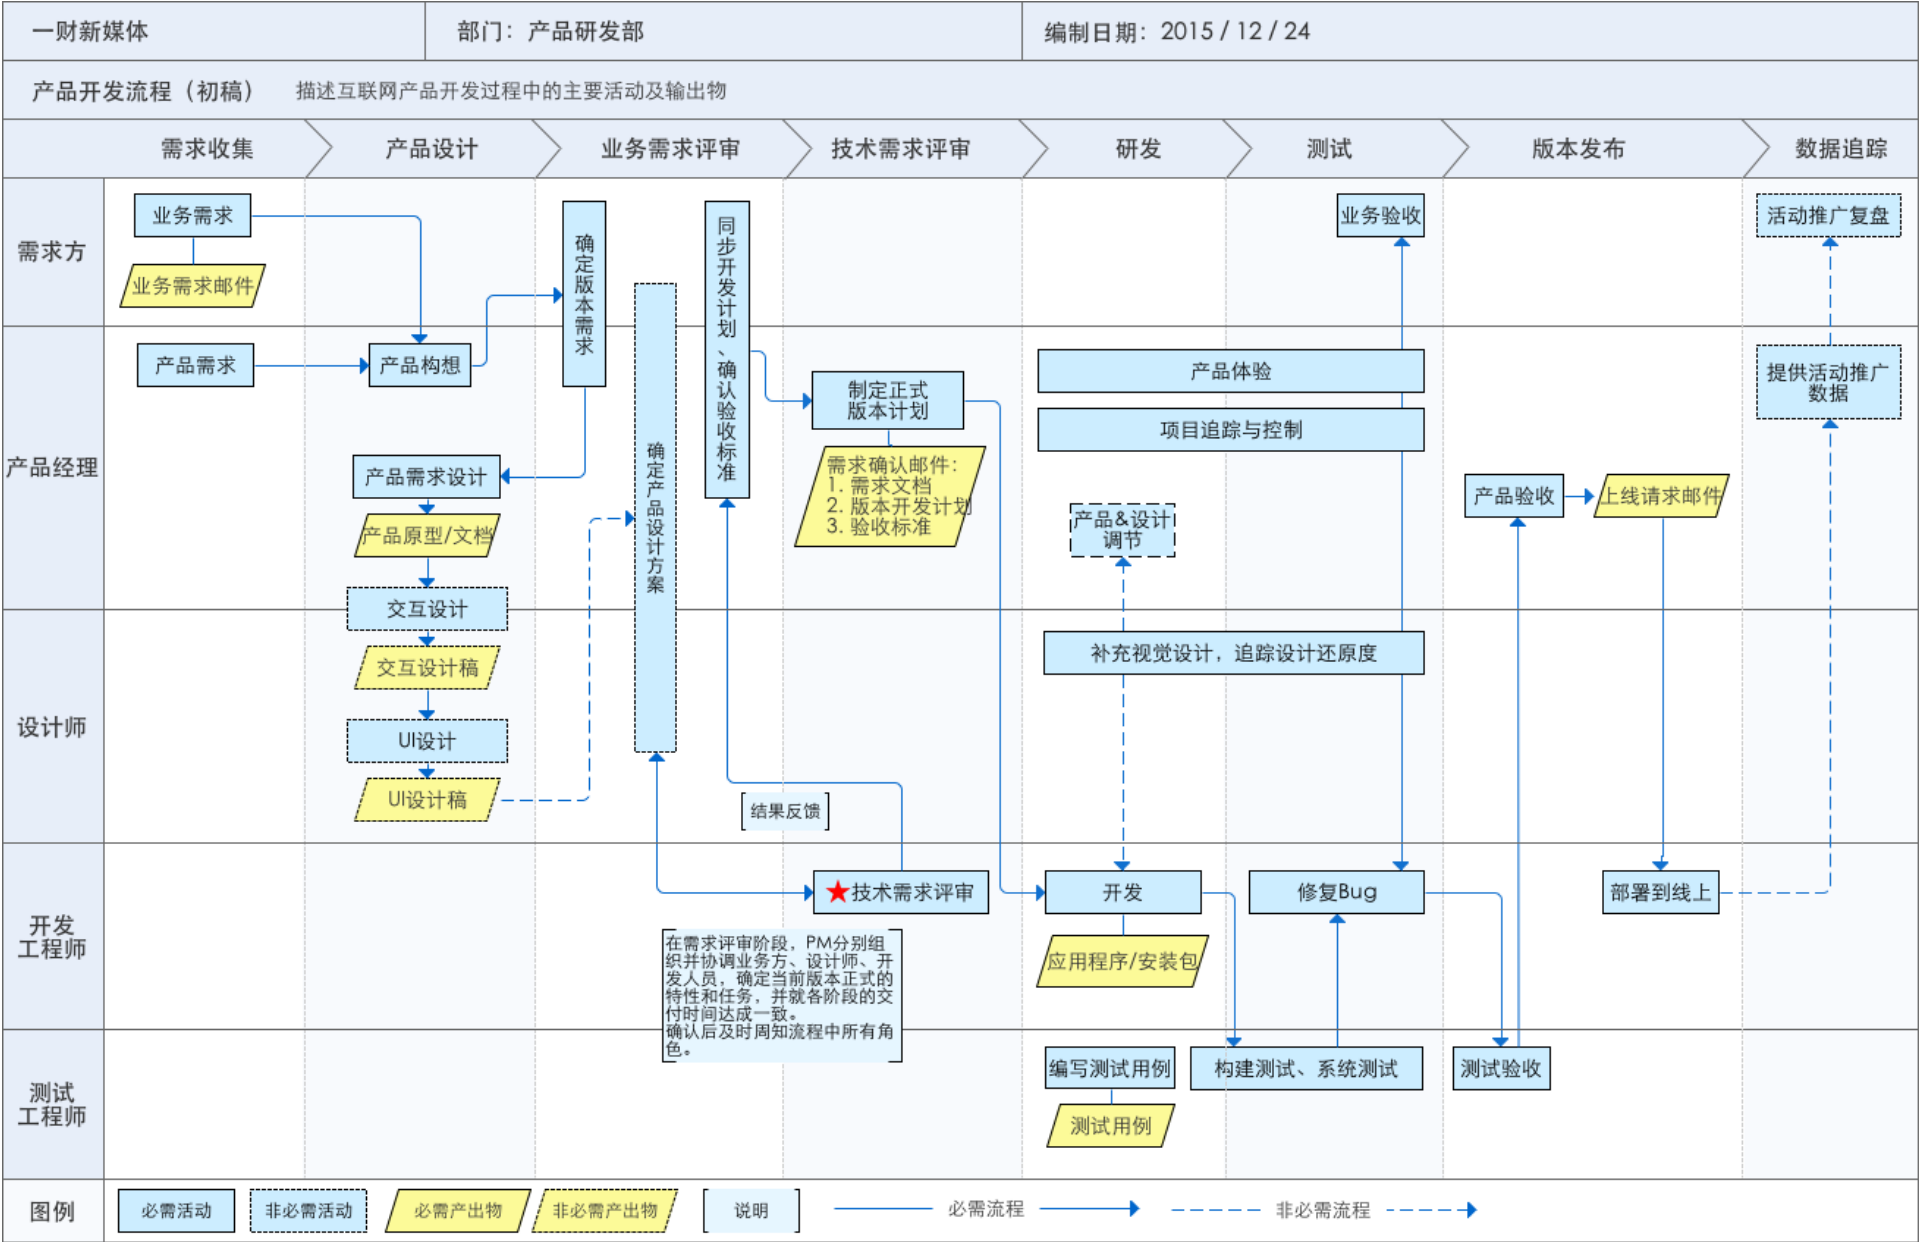 一财新媒体
部门：产品研发部
编制日期：2015 / 12 / 24
产品开发流程（初稿）
描述互联网产品开发过程中的主要活动及输出物
需求收集
产品设计
业务需求评审
技术需求评审
研发
测试
版本发布
数据追踪
需求方
业务需求
业务需求邮件
确定版本需求
同步开发计划、确认验收标准
业务验收
活动推广复盘
产品经理
产品需求
产品构想
产品需求设计
产品原型/文档
交互设计
确定产品设计方案
制定正式
版本计划
需求确认邮件：
1. 需求文档
2. 版本开发计划
3. 验收标准
产品体验
项目追踪与控制
产品&设计
调节
产品验收
上线请求邮件
提供活动推广
数据
设计师
交互设计稿
UI设计
UI设计稿
结果反馈
补充视觉设计，追踪设计还原度
开发
工程师
★技术需求评审
在需求评审阶段，PM分别组
织并协调业务方、设计师、开
发人员，确定当前版本正式的
特性和任务，并就各阶段的交
付时间达成一致。
确认后及时周知流程中所有角
色。
开发
应用程序/安装包
修复Bug
部署到线上
测试
工程师
编写测试用例
测试用例
构建测试、系统测试
测试验收
图例
必需活动
非必需活动
必需产出物
非必需产出物
说明
必需流程
非必需流程